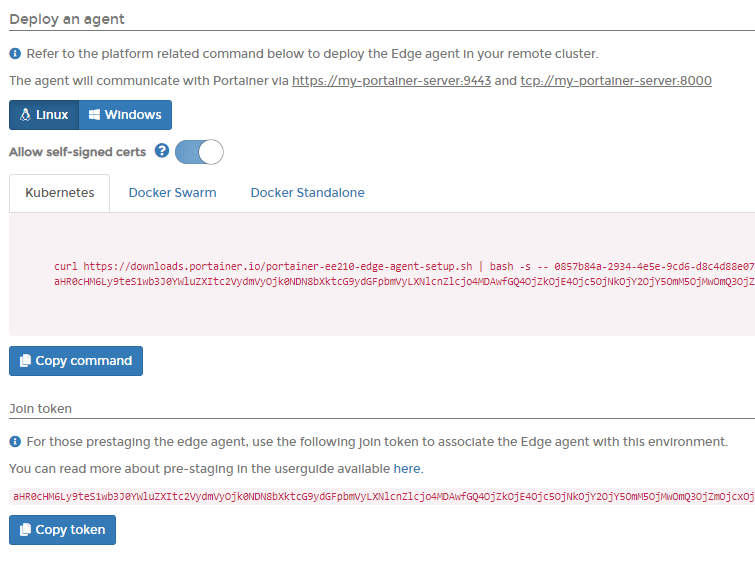 Deploy an agent
Refer to the platform related command below to deploy the Edge agent in your remote cluster.
The agent will communicate with Portainer via https://my-portainer-server:9443 and tcp://my-portainer-server:8000
Linux Windows
Allow self-signed certs
Kubernetes Docker Swarm Docker Standalone
curl https://downloads.portainer.io/portainer-ee210-edge-agent-setup.sh | bash -s -- 0857b84a-2934-4e5e-9cd6-d8c4d88e07
aHR0cHM6Ly9teS1wb3J0YWluZXItc2VydmVyOjk0NDN8bXktcG9ydGFpbmVyLXNlcnZlcjo4MDAwfGQ4OjZkOjE4Ojc5OjNkOjY2OjY5OmM5OjMwOmQ3OjZ
Copy command
Join token
For those prestaging the edge agent, use the following join token to associate the Edge agent with this environment.
You can read more about pre-staging in the userguide available here.
aHR0cHM6Ly9teS1wb3J0YWluZXItc2VydmVyOjk0NDN8bXktcG9ydGFpbmVyLXNlcnZlcjo4MDAwfGQ4OjZkOjE4Ojc5OjNkOjY2OjY5OmM5OjMwOmQ3OjZmOjcxOj
Copy token